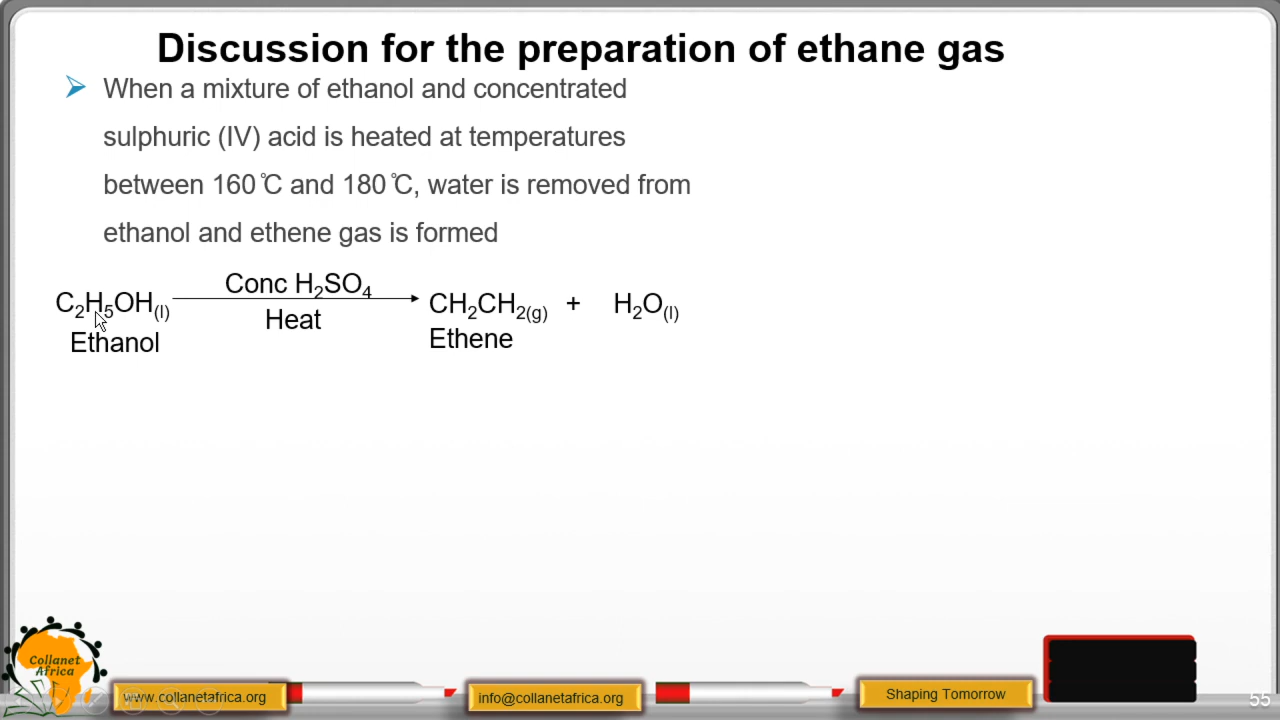 Discussion for the preparation of ethane gas
When a mixture of ethanol and concentrated
sulphuric (IV) acid is heated at temperatures
between 160℃ and 180℃, water is removed from
ethanol and ethene gas is formed
Conc H₂SO₄
C₂H₅OH(l) CH₂CH₂(g) + H₂O(l)
Heat
Ethanol Ethene
Collanet
Africa
www.collanetafrica.org
info@collanetafrica.org
Shaping Tomorrow
55